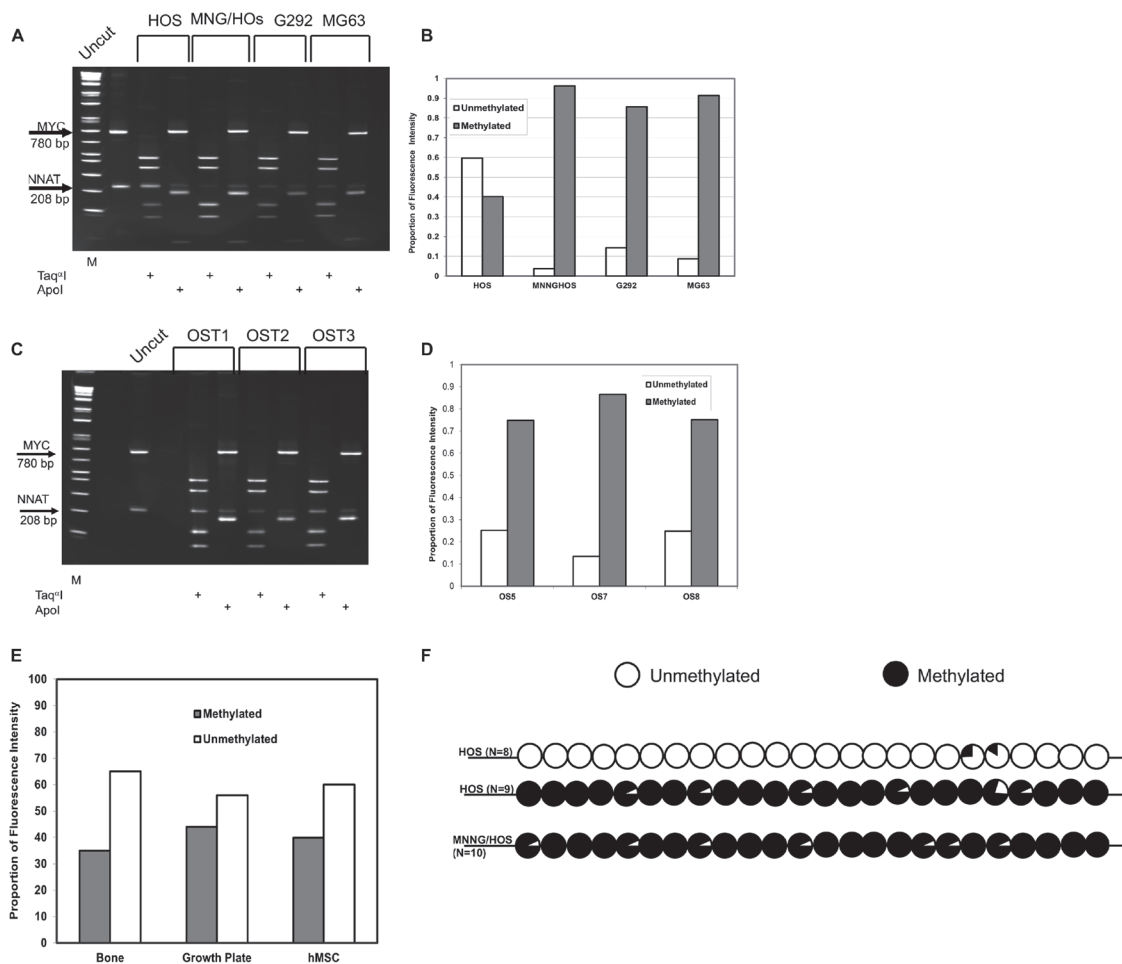 A
Uncut
HOS MNG/HOs G292 MG63
MYC
780 bp
NNAT
208 bp
M
TaqαI + + + +
ApoI + + + +
B
Proportion of Fluorescence Intensity
1
0.9
0.8
0.7
0.6
0.5
0.4
0.3
0.2
0.1
0
Unmethylated
Methylated
HOS MNNGHOS G292 MG63
C
Uncut
OST1 OST2 OST3
MYC
780 bp
NNAT
208 bp
M
TaqαI + + +
ApoI + + +
D
Proportion of Fluorescence Intensity
1
0.9
0.8
0.7
0.6
0.5
0.4
0.3
0.2
0.1
0
Unmethylated
Methylated
OS5 OS7 OS8
E
Proportion of Fluorescence Intensity
100
90
80
70
60
50
40
30
20
10
0
Methylated
Unmethylated
Bone Growth Plate hMSC
F
Unmethylated Methylated
HOS (N=8)
HOS (N=9)
MNNG/HOS
(N=10)